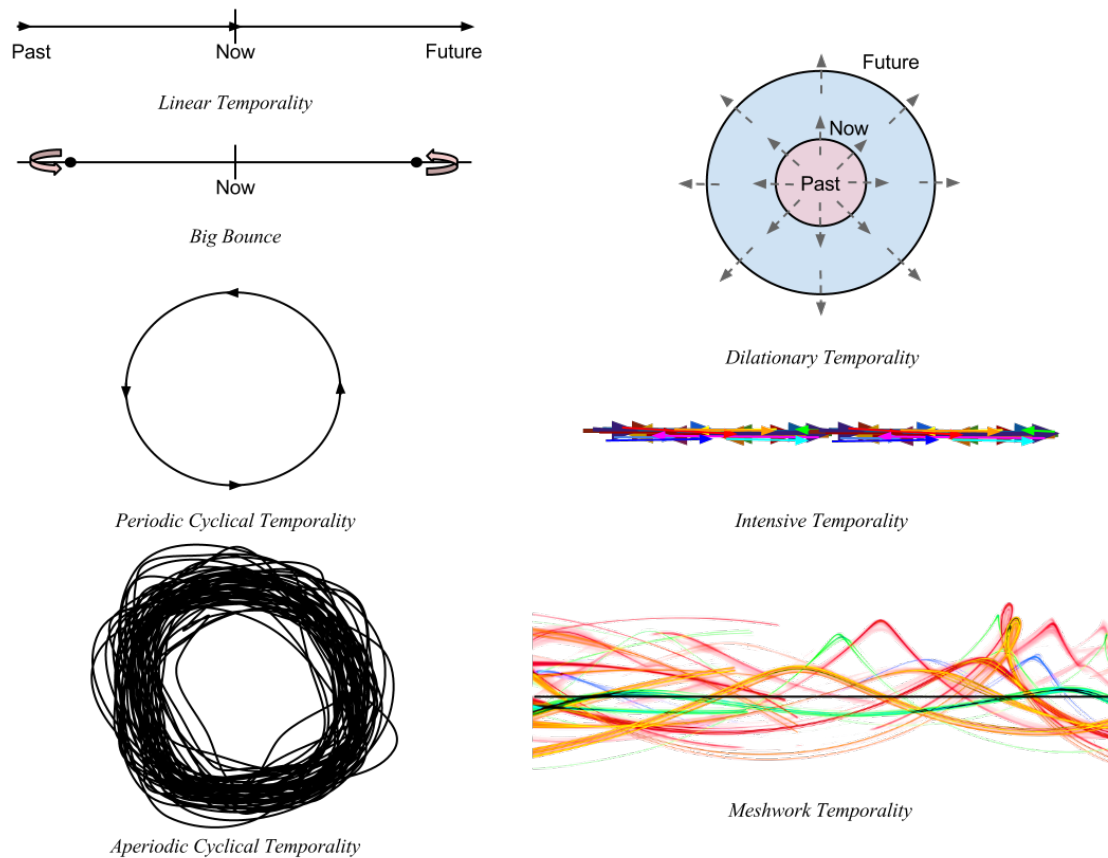 Past
Now
Future
Linear Temporality
Now
Big Bounce
Periodic Cyclical Temporality
Aperiodic Cyclical Temporality
Future
Now
Past
Dilationary Temporality
Intensive Temporality
Meshwork Temporality